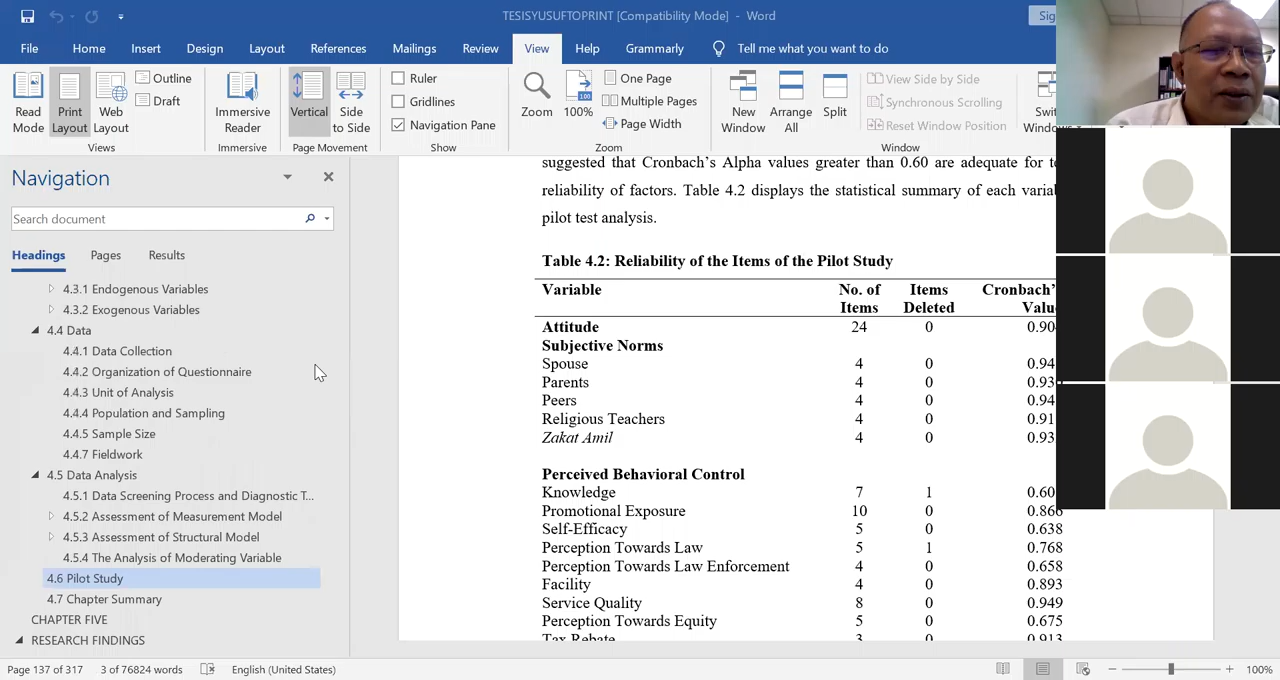 TESISYUSUFTOPRINT [Compatibility Mode] - Word
File Home Insert Design Layout References Mailings Review View Help Grammarly Tell me what you want to do
Read Mode
Print Layout
Web Layout
Outline
Draft
Views
Immersive Reader
Immersive
Vertical
Side to Side
Page Movement
Ruler
Gridlines
Navigation Pane
Show
Zoom
100%
One Page
Multiple Pages
Page Width
Zoom
New Window
Arrange All
Split
View Side by Side
Synchronous Scrolling
Reset Window Position
Window
Navigation
Search document
Headings Pages Results
4.3.1 Endogenous Variables
4.3.2 Exogenous Variables
4.4 Data
4.4.1 Data Collection
4.4.2 Organization of Questionnaire
4.4.3 Unit of Analysis
4.4.4 Population and Sampling
4.4.5 Sample Size
4.4.7 Fieldwork
4.5 Data Analysis
4.5.1 Data Screening Process and Diagnostic T...
4.5.2 Assessment of Measurement Model
4.5.3 Assessment of Structural Model
4.5.4 The Analysis of Moderating Variable
4.6 Pilot Study
4.7 Chapter Summary
CHAPTER FIVE
RESEARCH FINDINGS
suggested that Cronbach's Alpha values greater than 0.60 are adequate for
reliability of factors. Table 4.2 displays the statistical summary of each
pilot test analysis.
Table 4.2: Reliability of the Items of the Pilot Study
Variable No. of Items Items Deleted Cronbach's
Attitude 24 0 0.90
Subjective Norms
Spouse 4 0 0.94
Parents 4 0 0.93
Peers 4 0 0.94
Religious Teachers 4 0 0.91
Zakat Amil 4 0 0.93
Perceived Behavioral Control
Knowledge 7 1 0.60
Promotional Exposure 10 0 0.866
Self-Efficacy 5 0 0.638
Perception Towards Law 5 1 0.768
Perception Towards Law Enforcement 4 0 0.658
Facility 4 0 0.893
Service Quality 8 0 0.949
Perception Towards Equity 5 0 0.675
Tax Rebate 3 0 0.913
Page 137 of 317 3 of 76824 words English (United States) 100%